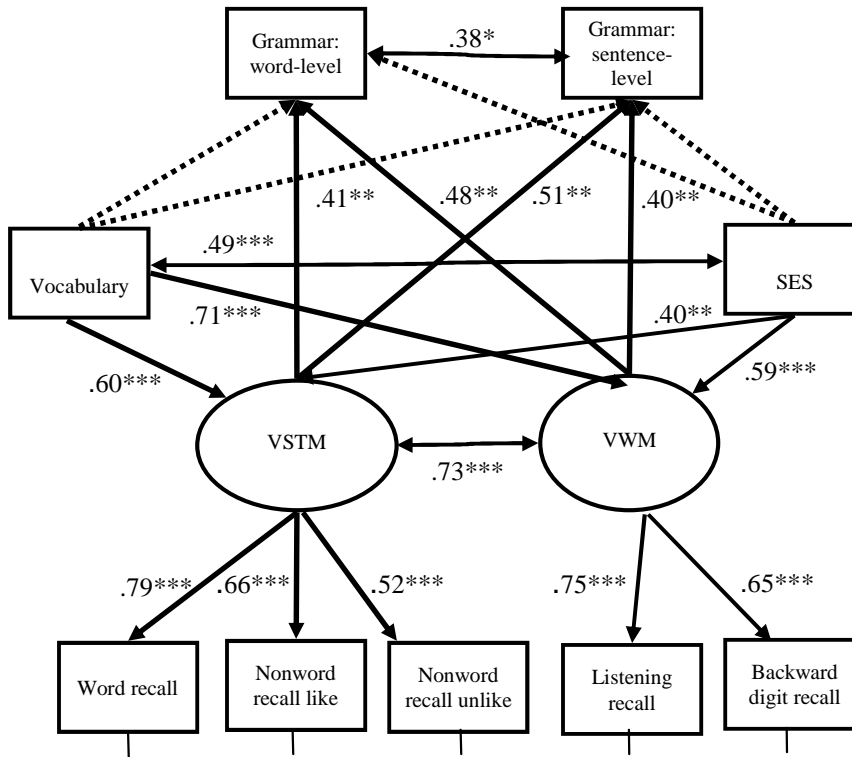 Grammar:
word-level
.38*
Grammar:
sentence-
level
.41**
.48**
.51**
.40**
Vocabulary
.49***
SES
.71***
.40**
.60***
.59***
VSTM
.73***
VWM
.79***
.66***
.52***
.75***
.65***
Word recall
Nonword
recall like
Nonword
recall unlike
Listening
recall
Backward
digit recall